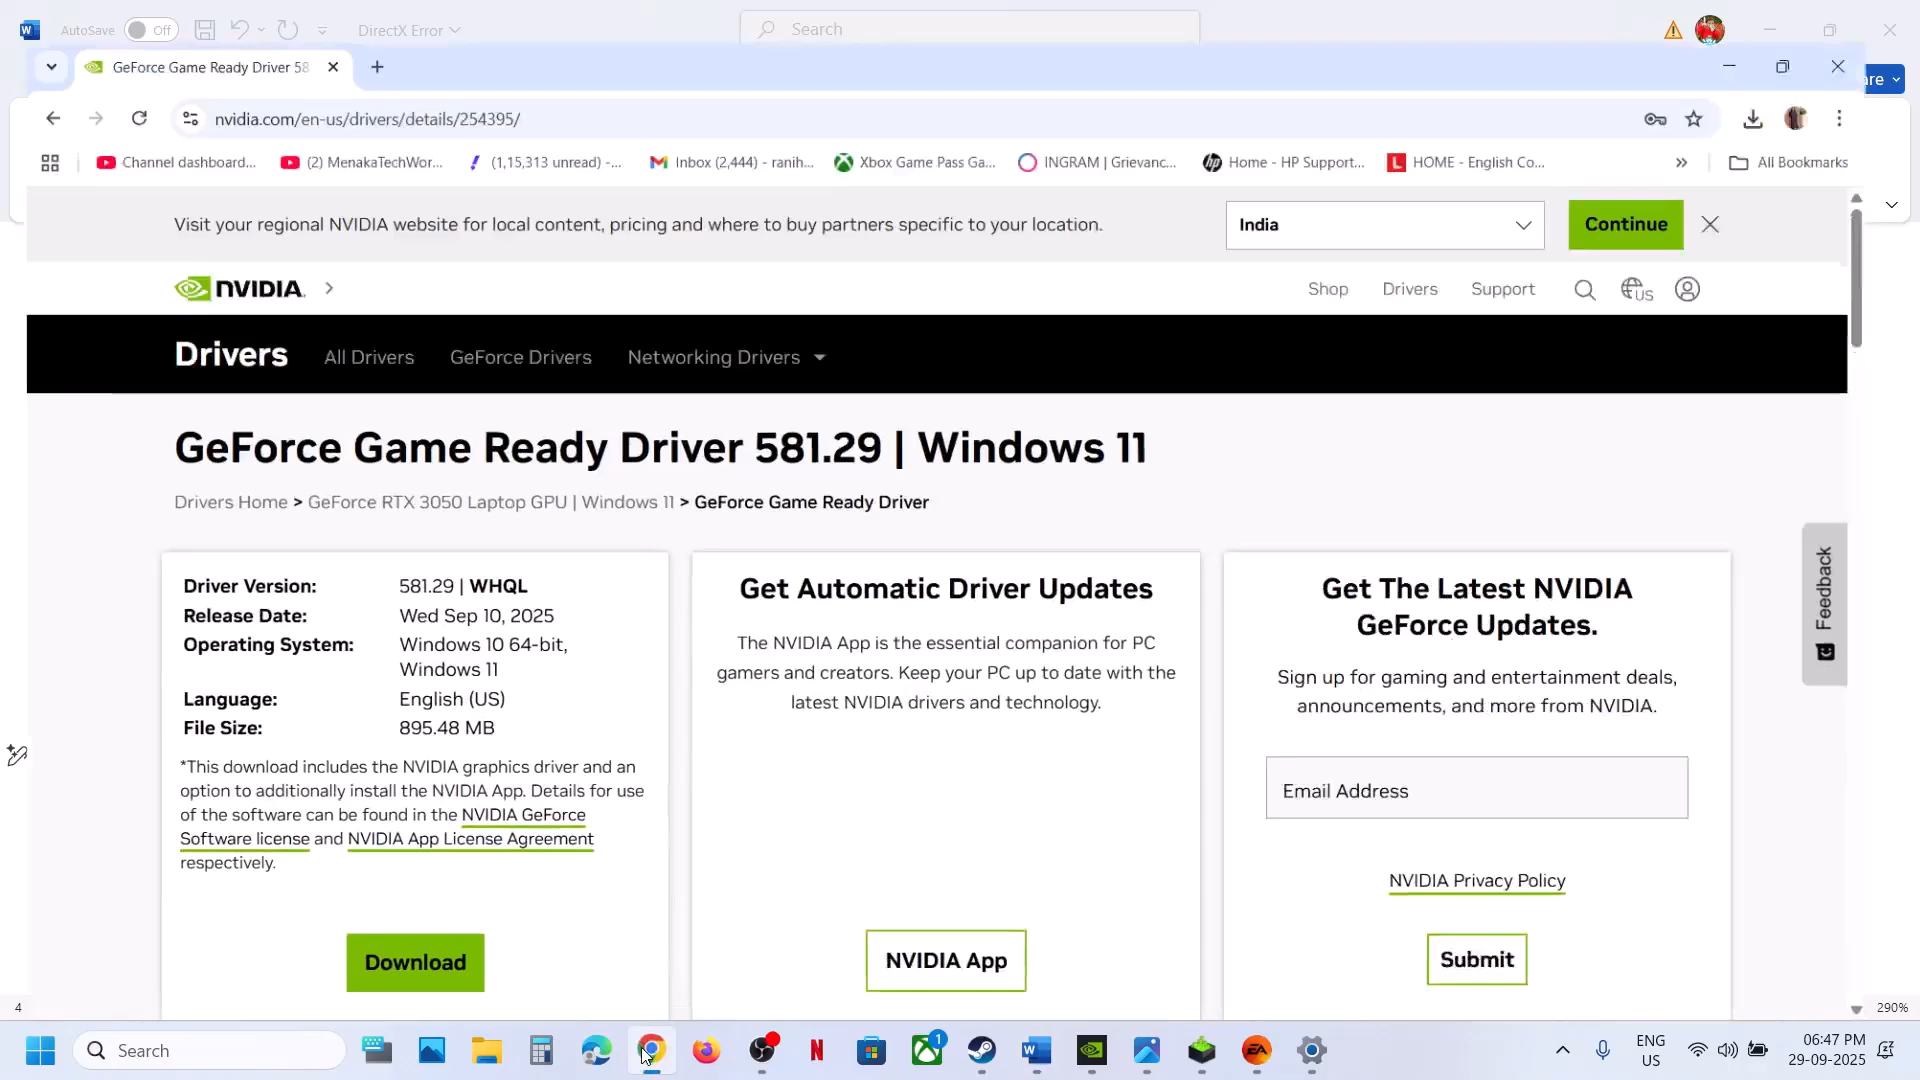 AutoSave Off DirectX Error Search
GeForce Game Ready Driver 58
are
nvidia.com/en-us/drivers/details/254395/
Channel dashboard... (2) MenakaTechWor... (1,15,313 unread) -... Inbox (2,444) - ranih... Xbox Game Pass Ga... INGRAM | Grievanc... Home - HP Support... HOME - English Co... » All Bookmarks
Visit your regional NVIDIA website for local content, pricing and where to buy partners specific to your location. India Continue
NVIDIA. Shop Drivers Support US
Drivers All Drivers GeForce Drivers Networking Drivers
GeForce Game Ready Driver 581.29 | Windows 11
Drivers Home > GeForce RTX 3050 Laptop GPU | Windows 11 > GeForce Game Ready Driver
Driver Version: 581.29 | WHQL
Release Date: Wed Sep 10, 2025
Operating System: Windows 10 64-bit,
Windows 11
Language: English (US)
File Size: 895.48 MB
*This download includes the NVIDIA graphics driver and an
option to additionally install the NVIDIA App. Details for use
of the software can be found in the NVIDIA GeForce
Software license and NVIDIA App License Agreement
respectively.
Download
Get Automatic Driver Updates
The NVIDIA App is the essential companion for PC
gamers and creators. Keep your PC up to date with the
latest NVIDIA drivers and technology.
NVIDIA App
Get The Latest NVIDIA
GeForce Updates.
Sign up for gaming and entertainment deals,
announcements, and more from NVIDIA.
Email Address
NVIDIA Privacy Policy
Submit
Feedback
4 290%
Search 1 ENG 06:47 PM
US 29-09-2025